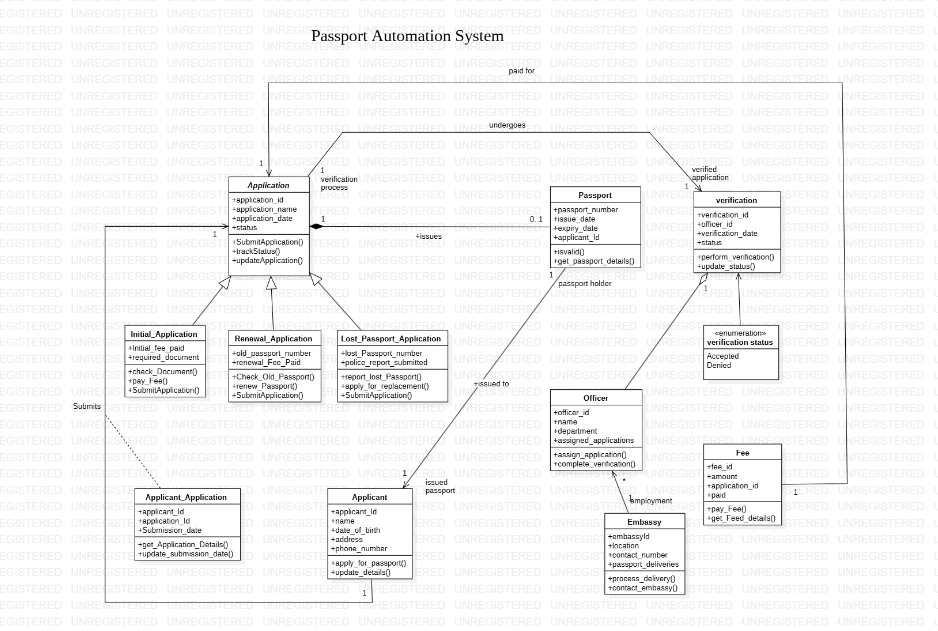 Passport Automation System
paid for
undergoes
1
1
verification
process
verified
application
1
Application
+application_id
+application_name
+application_date
+status
+SubmitApplication()
+trackStatus()
+updateApplication()
1
1
0..1
+issues
Passport
+passport_number
+issue_date
+expiry_date
+applicant_Id
+isvalid()
+get_passport_details()
1
passport holder
verification
+verification_id
+officer_id
+verification_date
+status
+perform_verification()
+update_status()
1
Initial_Application
+Initial_fee_paid
+required_document
+check_Document()
+pay_Fee()
+SubmitApplication()
Renewal_Application
+old_passport_number
+renewal_Fee_Paid
+Check_Old_Passport()
+renew_Passport()
+SubmitApplication()
Lost_Passport_Application
+lost_Passport_number
+police_report_submitted
+report_lost_Passport()
+apply_for_replacement()
+SubmitApplication()
«enumeration»
verification status
Accepted
Denied
+issued to
Submits
Officer
+officer_id
+name
+department
+assigned_applications
+assign_application()
+complete_verification()
Fee
+fee_id
+amount
+application_id
+paid
+pay_Fee()
+get_Feed_details()
1
1
issued
passport
*
1
employment
Applicant_Application
+applicant_Id
+application_Id
+Submission_date
+get_Application_Details()
+update_submission_date()
Applicant
+applicant_Id
+name
+date_of_birth
+address
+phone_number
+apply_for_passport()
+update_details()
1
Embassy
+embassyId
+location
+contact_number
+passport_deliveries
+process_delivery()
+contact_embassy()
UNREGISTERED